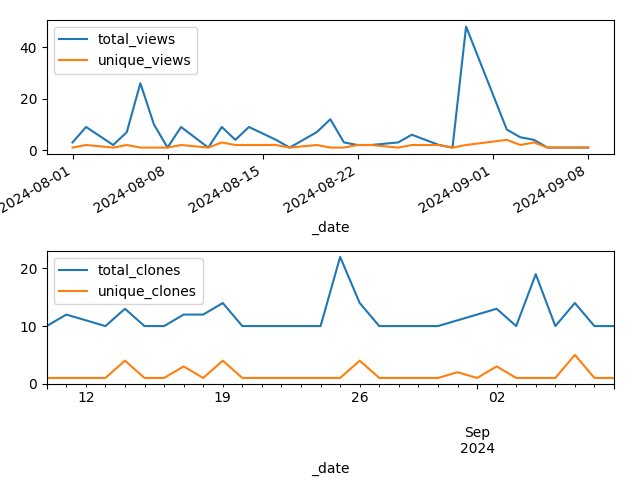 40
20
0
total_views
unique_views
2024-08-01
2024-08-08
2024-08-15
2024-08-22
2024-09-01
2024-09-08
_date
20
10
0
total_clones
unique_clones
12
19
26
02
Sep
2024
_date